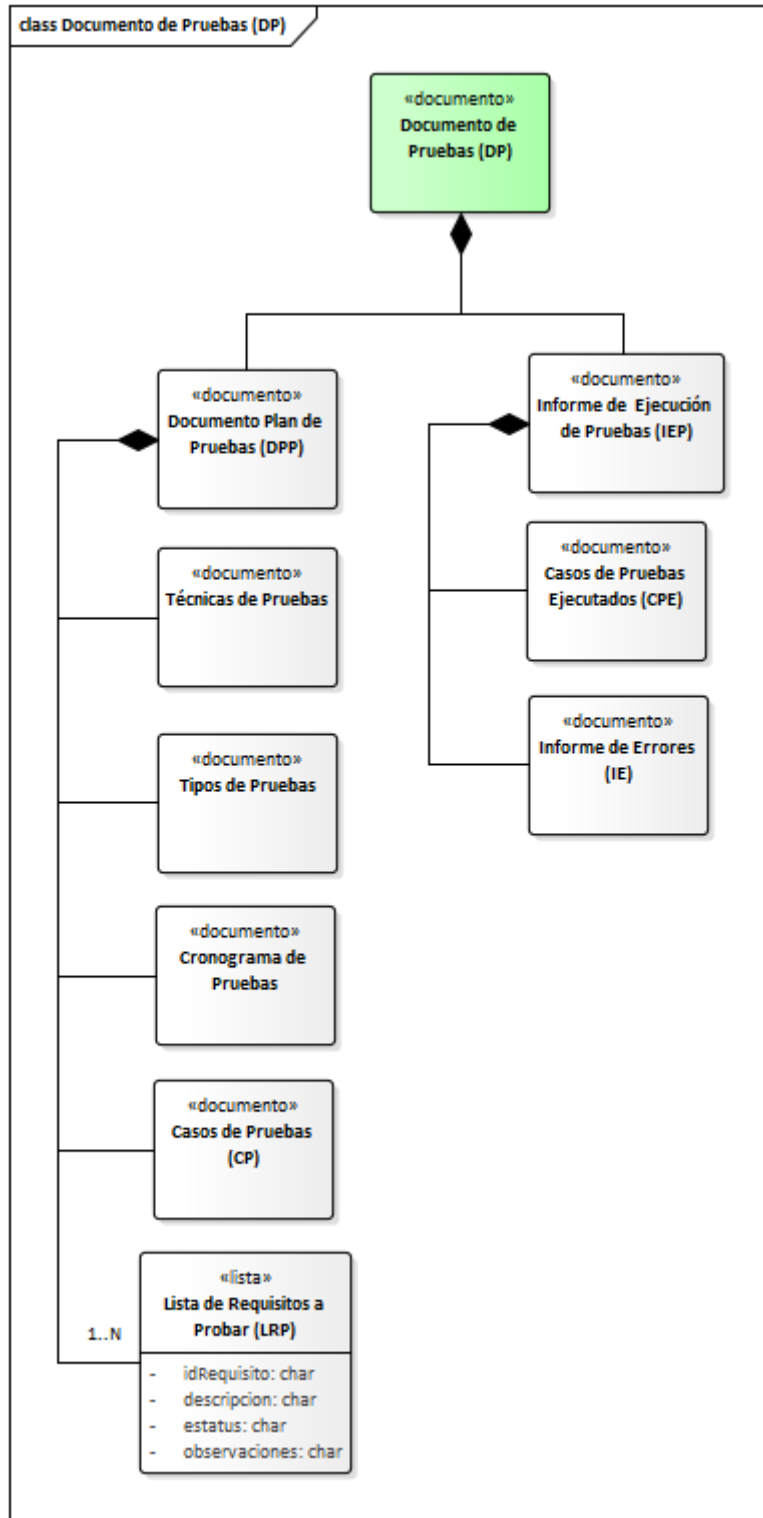 class Documento de Pruebas (DP)
«documento»
Documento de
Pruebas (DP)
«documento»
Documento Plan de
Pruebas (DPP)
«documento»
Informe de Ejecución
de Pruebas (IEP)
«documento»
Técnicas de Pruebas
«documento»
Casos de Pruebas
Ejecutados (CPE)
«documento»
Tipos de Pruebas
«documento»
Informe de Errores
(IE)
«documento»
Cronograma de
Pruebas
«documento»
Casos de Pruebas
(CP)
«lista»
Lista de Requisitos a
Probar (LRP)
1..N
- idRequisito: char
- descripcion: char
- estatus: char
- observaciones: char